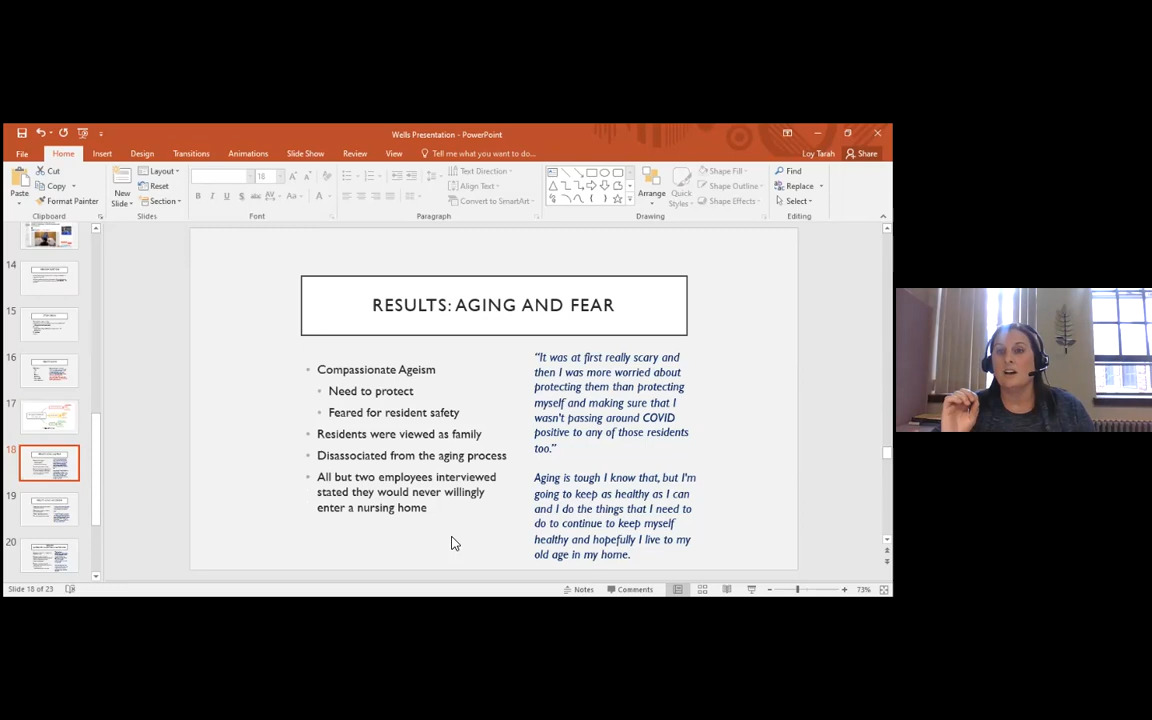 Wells Presentation - PowerPoint
File Home Insert Design Transitions Animations Slide Show Review View Tell me what you want to do... Loy Tarah Share
Paste
Cut
Copy
Format Painter
Clipboard
New
Slide
Layout
Reset
Section
Slides
18
B I U S abc AV Aa A
Font
Text Direction
Align Text
Convert to SmartArt
Paragraph
Arrange
Quick
Styles
Shape Fill
Shape Outline
Shape Effects
Drawing
Find
Replace
Select
Editing
14
15
16
17
18
19
20
RESULTS: AGING AND FEAR
• Compassionate Ageism
• Need to protect
• Feared for resident safety
• Residents were viewed as family
• Disassociated from the aging process
• All but two employees interviewed
stated they would never willingly
enter a nursing home
“It was at first really scary and
then I was more worried about
protecting them than protecting
myself and making sure that I
wasn't passing around COVID
positive to any of those residents
too.”
Aging is tough I know that, but I'm
going to keep as healthy as I can
and I do the things that I need to
do to continue to keep myself
healthy and hopefully I live to my
old age in my home.
Slide 18 of 23
Notes Comments 73%